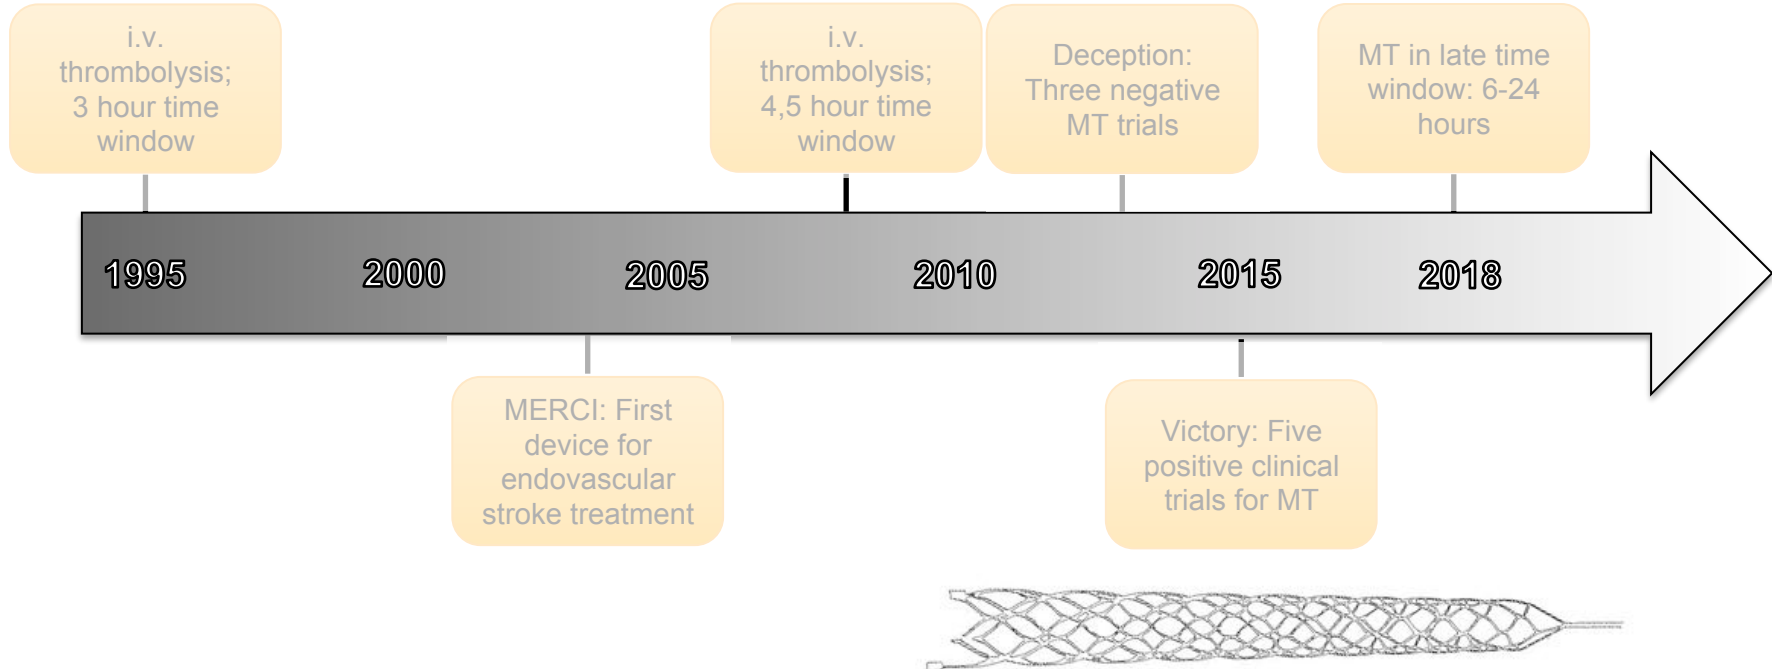 i.v.
thrombolysis;
3 hour time
window
i.v.
thrombolysis;
4,5 hour time
window
Deception:
Three negative
MT trials
MT in late time
window: 6-24
hours
1995
2000
2005
2010
2015
2018
MERCI: First
device for
endovascular
stroke treatment
Victory: Five
positive clinical
trials for MT